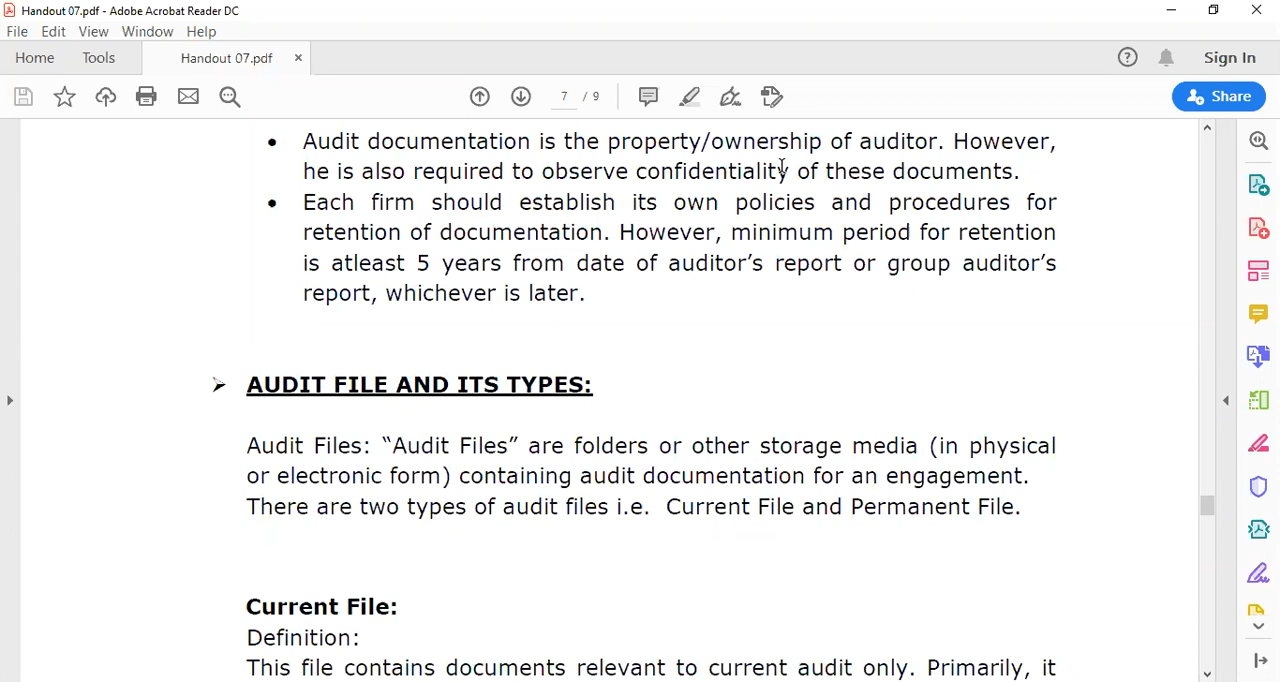 Handout 07.pdf - Adobe Acrobat Reader DC
File Edit View Window Help
Home Tools Handout 07.pdf × Sign In
7 / 9 Share
• Audit documentation is the property/ownership of auditor. However,
he is also required to observe confidentiality of these documents.
• Each firm should establish its own policies and procedures for
retention of documentation. However, minimum period for retention
is atleast 5 years from date of auditor’s report or group auditor’s
report, whichever is later.
➢ AUDIT FILE AND ITS TYPES:
Audit Files: “Audit Files” are folders or other storage media (in physical
or electronic form) containing audit documentation for an engagement.
There are two types of audit files i.e. Current File and Permanent File.
Current File:
Definition:
This file contains documents relevant to current audit only. Primarily, it